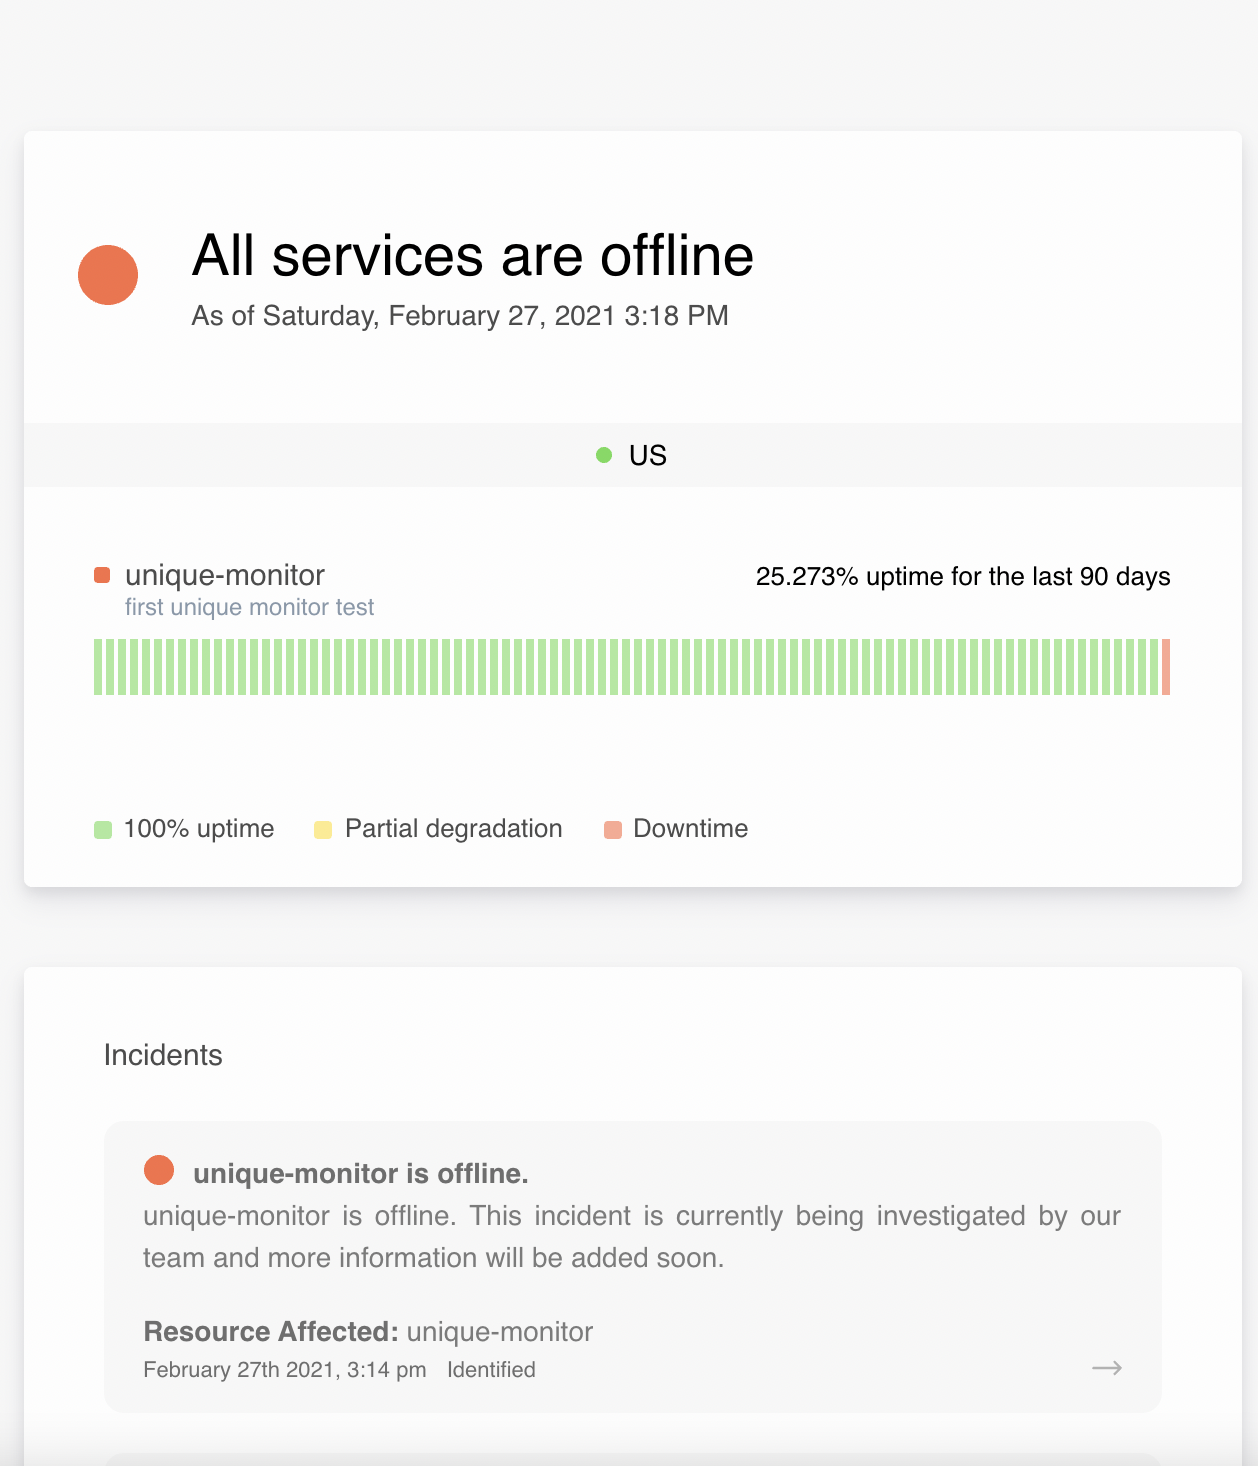 All services are offline
As of Saturday, February 27, 2021 3:18 PM
US
unique-monitor
25.273% uptime for the last 90 days
first unique monitor test
100% uptime
Partial degradation
Downtime
Incidents
unique-monitor is offline.
unique-monitor is offline. This incident is currently being investigated by our
team and more information will be added soon.
Resource Affected: unique-monitor
February 27th 2021, 3:14 pm Identified